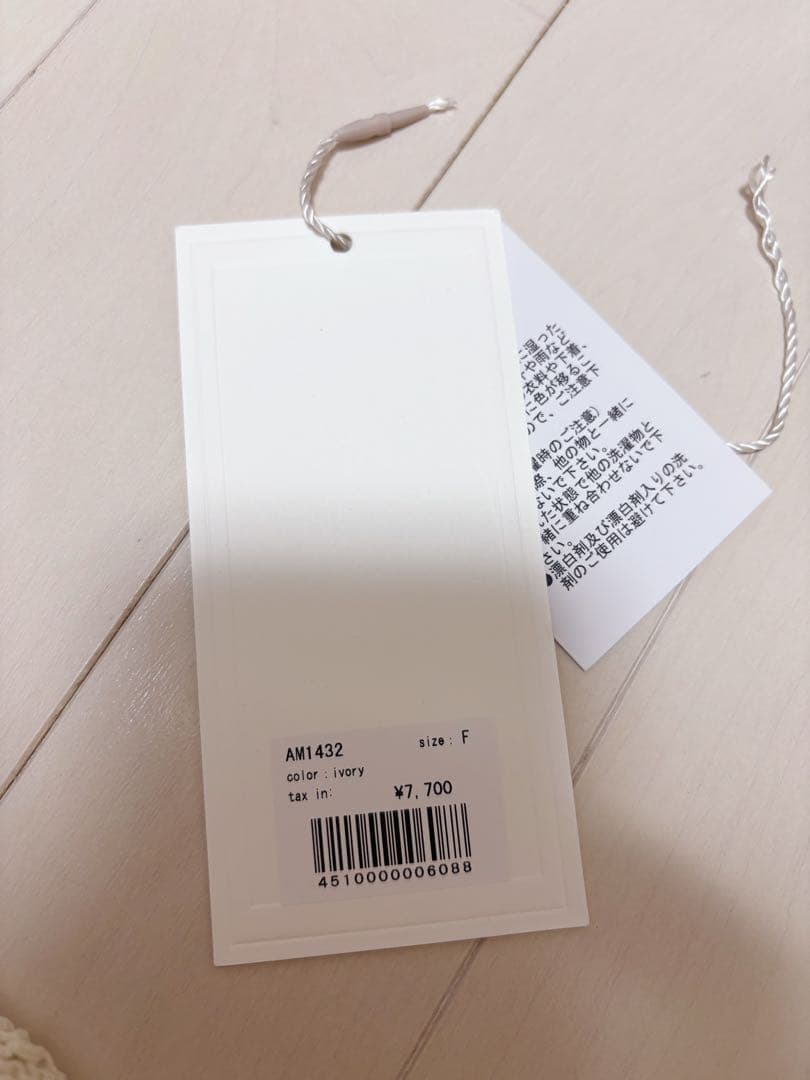 に湿った
や雨など
衣料や下着、
に色が移るこ
ので、ご注意下
濯時のご注意）
際、他の物と一緒に
ないで下さい。
た状態で他の洗濯物と
緒に重ね合わせないで下
さい。
●漂白剤及び漂白剤入りの洗
剤のご使用は避けて下さい。
AM1432 size: F
color:ivory
tax in: ¥7,700
4510000006088